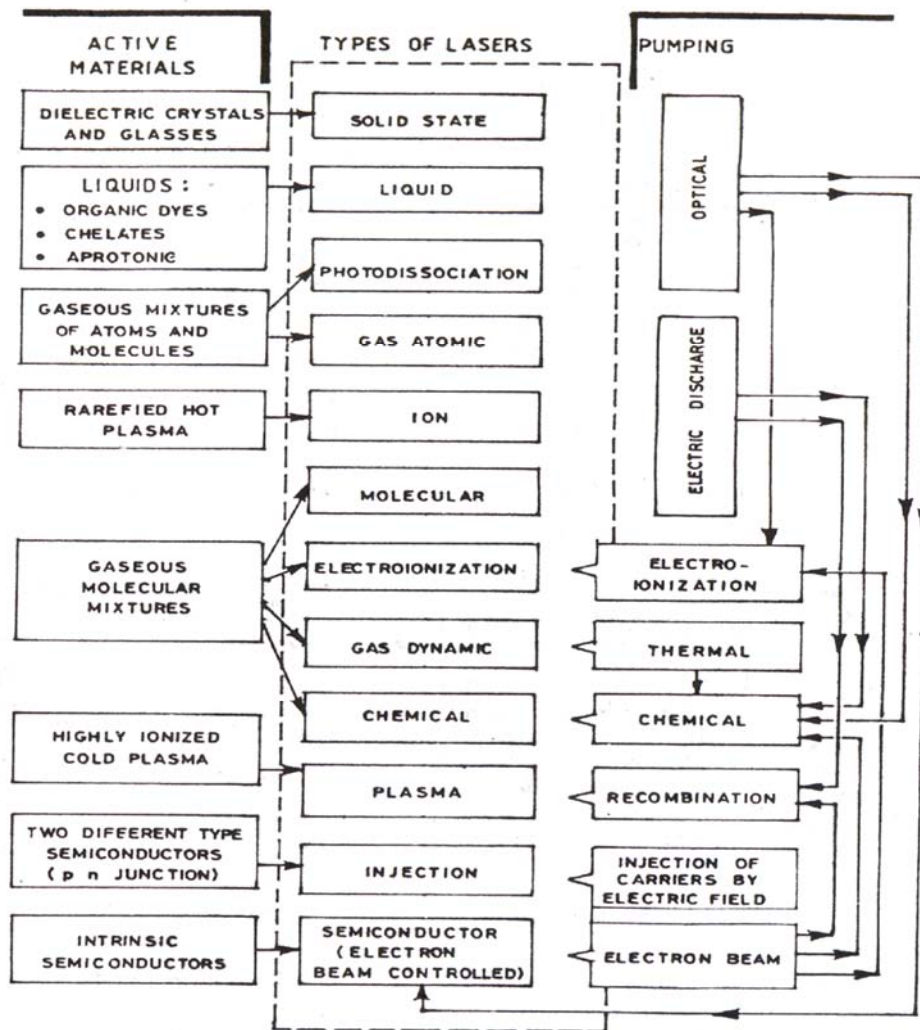 ACTIVE
MATERIALS
TYPES OF LASERS
PUMPING
DIELECTRIC CRYSTALS
AND GLASSES
SOLID STATE
LIQUIDS :
• ORGANIC DYES
• CHELATES
• APROTONIC
LIQUID
PHOTODISSOCIATION
GASEOUS MIXTURES
OF ATOMS AND
MOLECULES
GAS ATOMIC
RAREFIED HOT
PLASMA
ION
MOLECULAR
GASEOUS
MOLECULAR
MIXTURES
ELECTROIONIZATION
GAS DYNAMIC
CHEMICAL
HIGHLY IONIZED
COLD PLASMA
PLASMA
TWO DIFFERENT TYPE
SEMICONDUCTORS
(p n JUNCTION)
INJECTION
INTRINSIC
SEMICONDUCTORS
SEMICONDUCTOR
(ELECTRON
BEAM CONTROLLED)
OPTICAL
ELECTRIC DISCHARGE
ELECTRO-
IONIZATION
THERMAL
CHEMICAL
RECOMBINATION
INJECTION OF
CARRIERS BY
ELECTRIC FIELD
ELECTRON BEAM